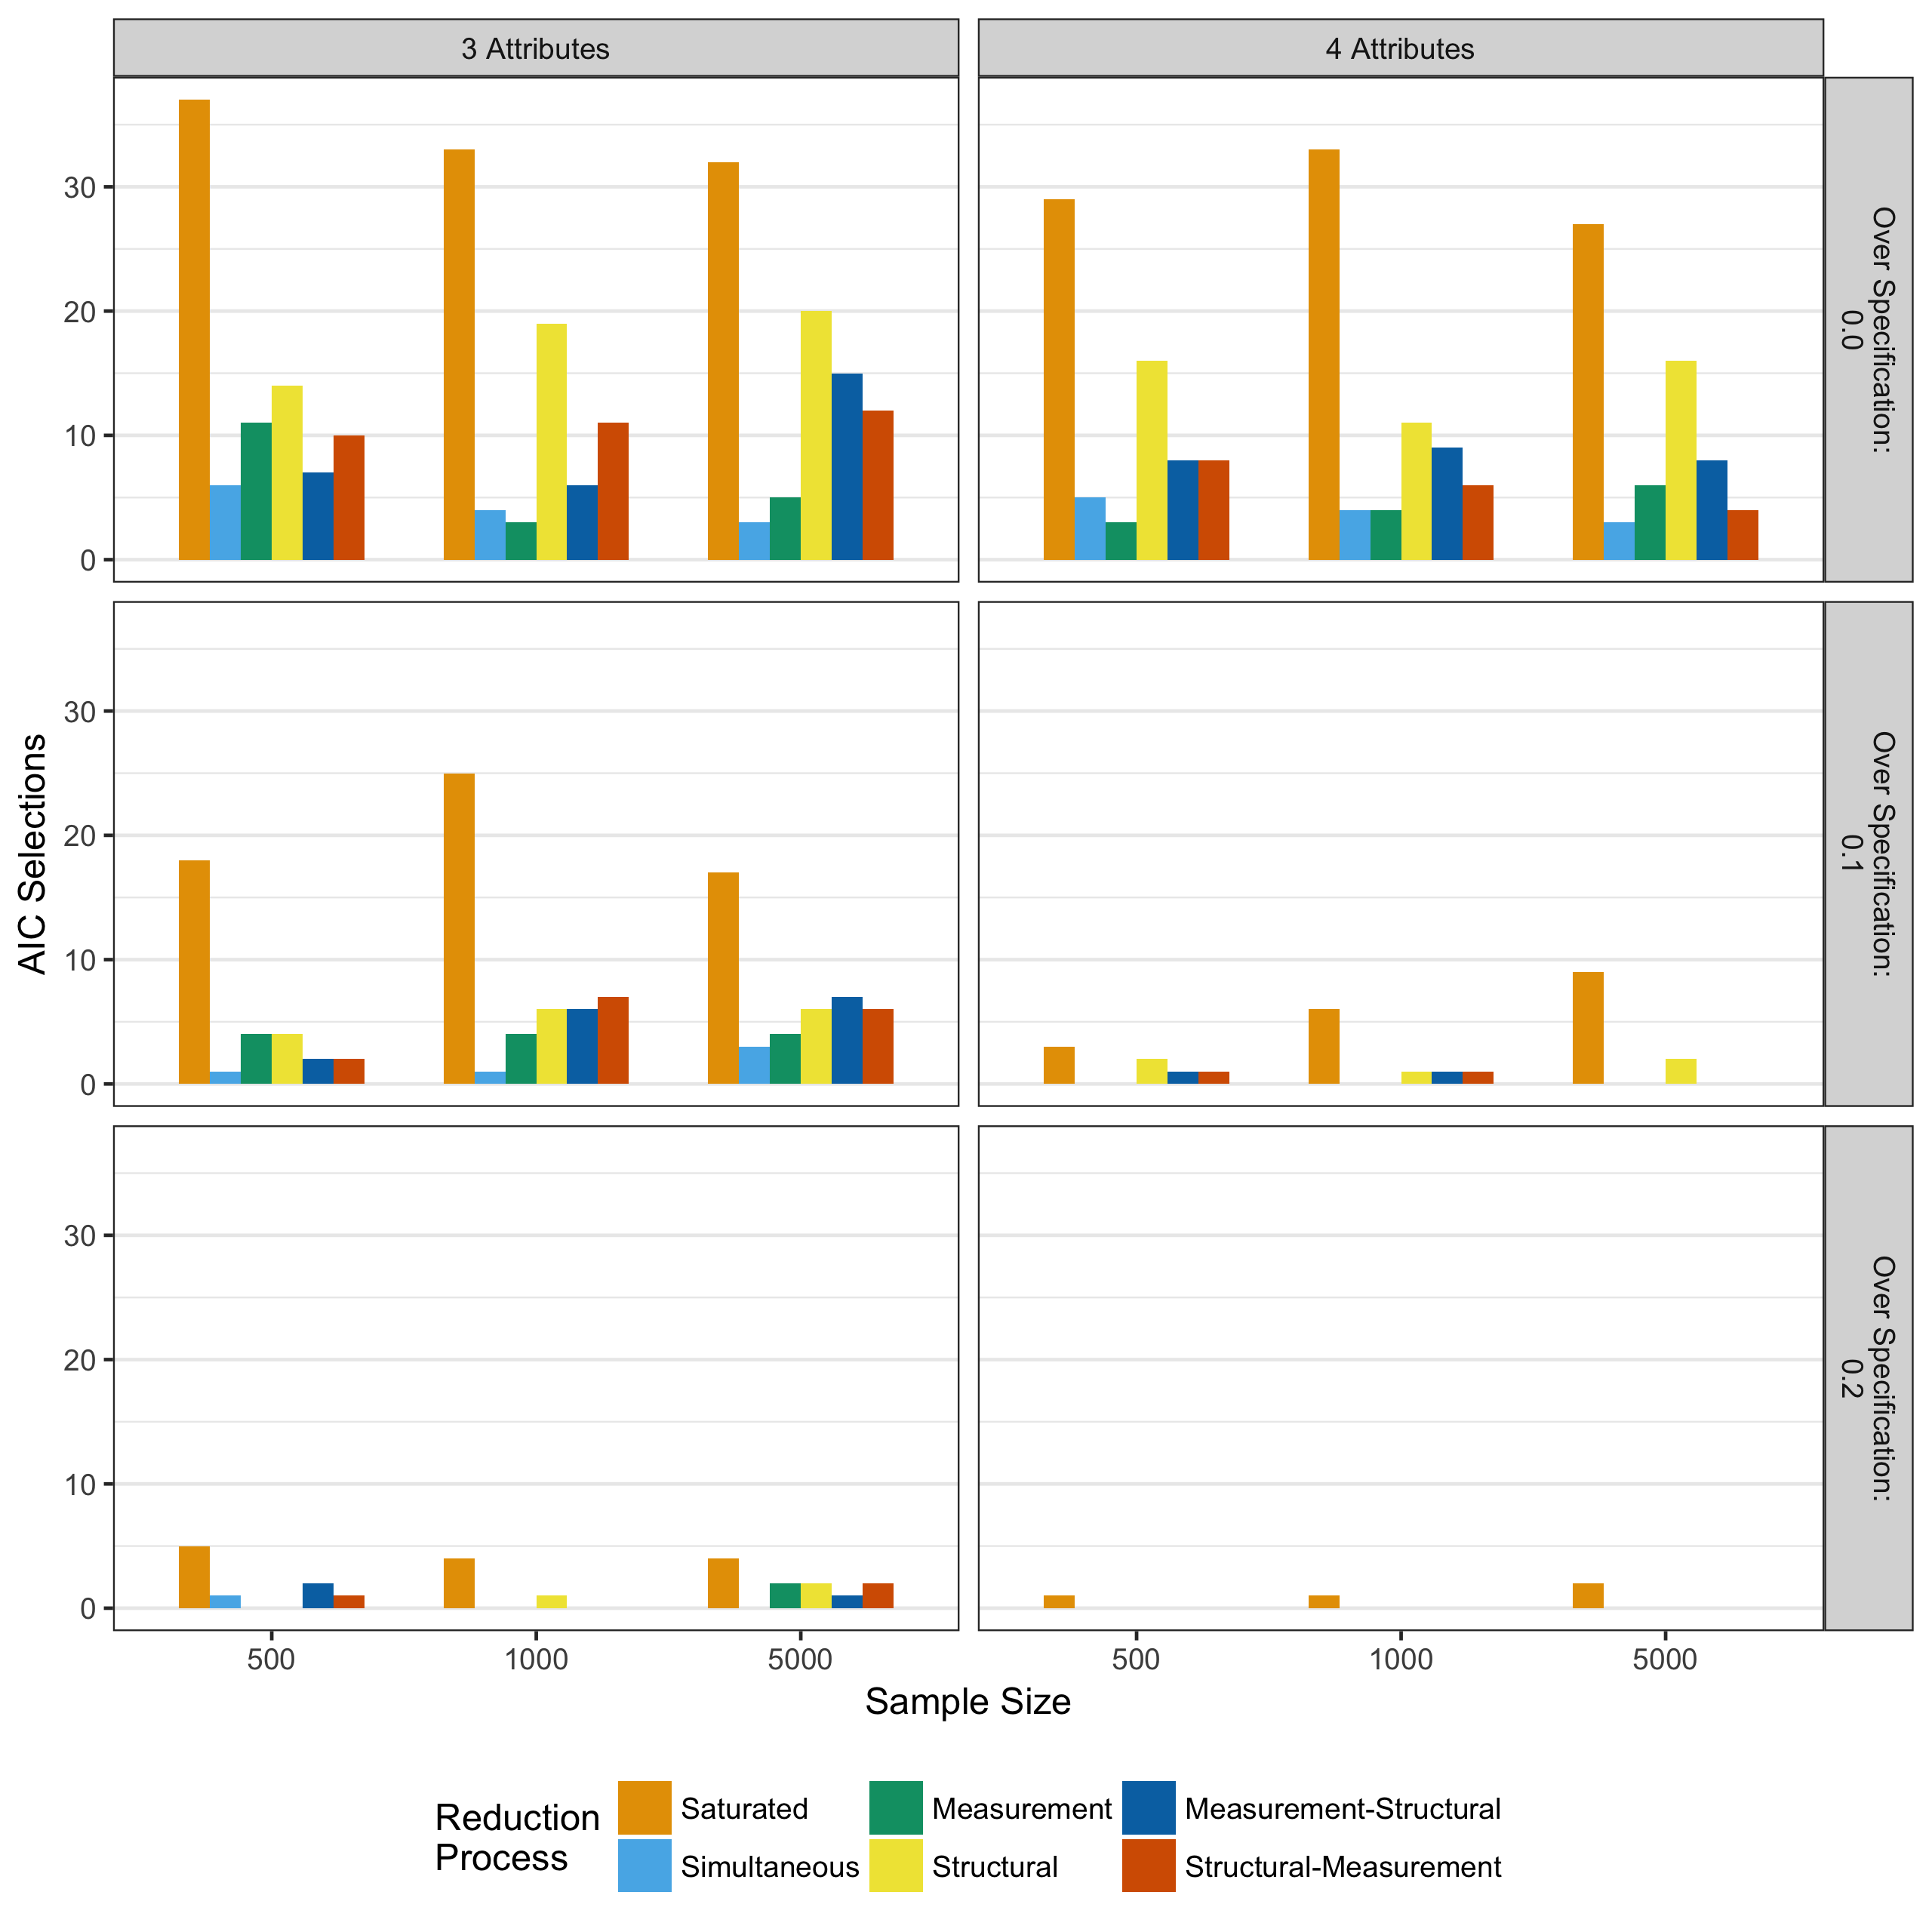 3 Attributes
4 Attributes
AIC Selections
30
20
10
0
Over Specification:
0.0
30
20
10
0
Over Specification:
0.1
30
20
10
0
Over Specification:
0.2
500
1000
5000
500
1000
5000
Sample Size
Reduction
Process
Saturated
Simultaneous
Measurement
Structural
Measurement-Structural
Structural-Measurement